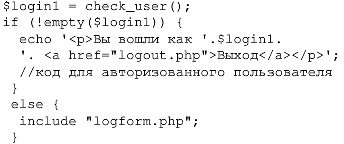 $login1 = check_user();
if (!empty($login1)) {
echo '<p>Вы вошли как '.$login1.
'. <a href="logout.php">Выход</a></p>';
//код для авторизованного пользователя
}
else {
include "logform.php";
}